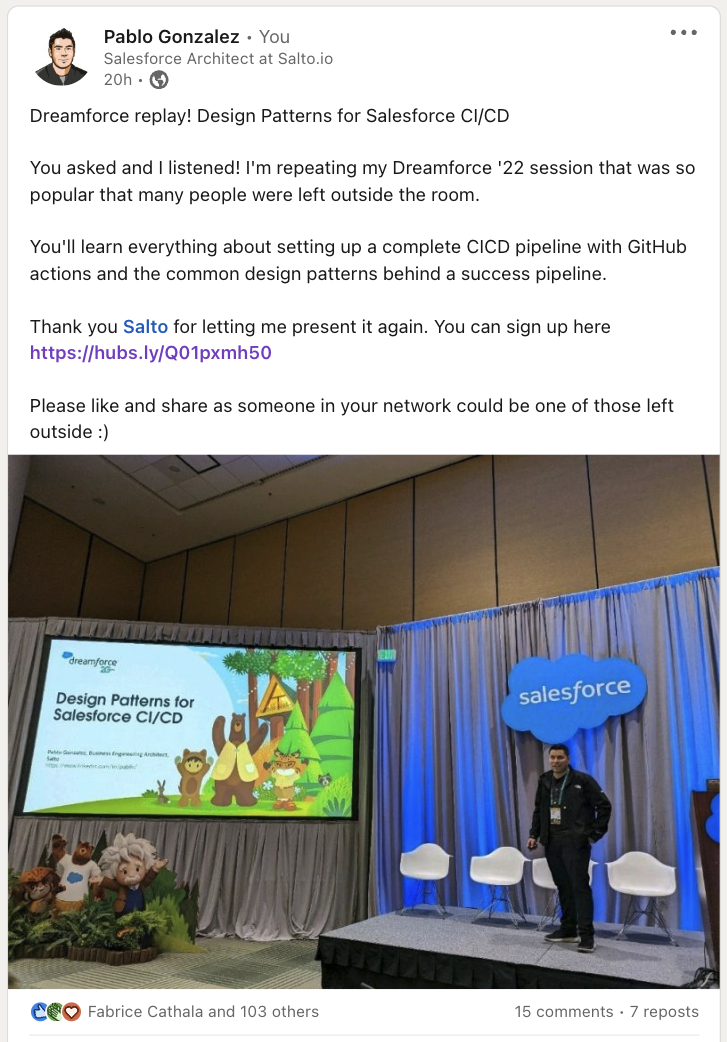 Pablo Gonzalez • You
Salesforce Architect at Salto.io
20h •
Dreamforce replay! Design Patterns for Salesforce CI/CD
You asked and I listened! I'm repeating my Dreamforce '22 session that was so
popular that many people were left outside the room.
You'll learn everything about setting up a complete CICD pipeline with GitHub
actions and the common design patterns behind a success pipeline.
Thank you Salto for letting me present it again. You can sign up here
https://hubs.ly/Q01pxmh50
Please like and share as someone in your network could be one of those left
outside :)
dreamforce
Design Patterns for
Salesforce CI/CD
Pablo Gonzalez, Business Engineering Architect,
Salto
salesforce
Fabrice Cathala and 103 others
15 comments • 7 reposts